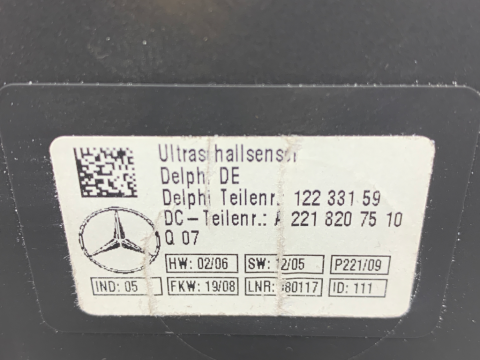 Ultraschallsensor
Delphi DE
Delphi Teilenr.: 122 331 59
DC-Teilenr.: A 221 820 75 10
Q 07
HW: 02/06 SW: 12/05 P221/09
IND: 05 FKW: 19/08 LNR: 880117 ID: 111